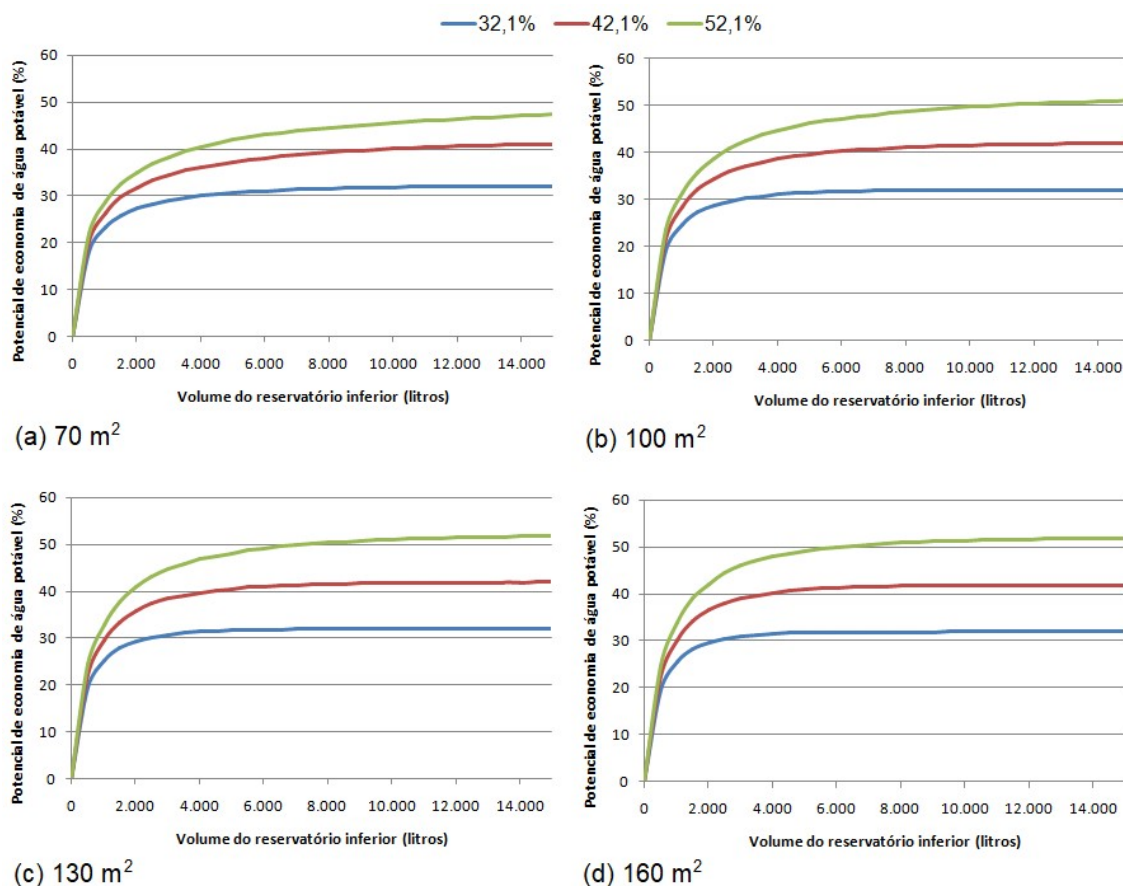 32,1% 42,1% 52,1%
Potencial de economia de água potável (%)
60
50
40
30
20
10
0
0 2.000 4.000 6.000 8.000 10.000 12.000 14.000
Volume do reservatório inferior (litros)
(a) 70 m²
Potencial de economia de água potável (%)
60
50
40
30
20
10
0
0 2.000 4.000 6.000 8.000 10.000 12.000 14.000
Volume do reservatório inferior (litros)
(b) 100 m²
Potencial de economia de água potável (%)
60
50
40
30
20
10
0
0 2.000 4.000 6.000 8.000 10.000 12.000 14.000
Volume do reservatório inferior (litros)
(c) 130 m²
Potencial de economia de água potável (%)
60
50
40
30
20
10
0
0 2.000 4.000 6.000 8.000 10.000 12.000 14.000
Volume do reservatório inferior (litros)
(d) 160 m²